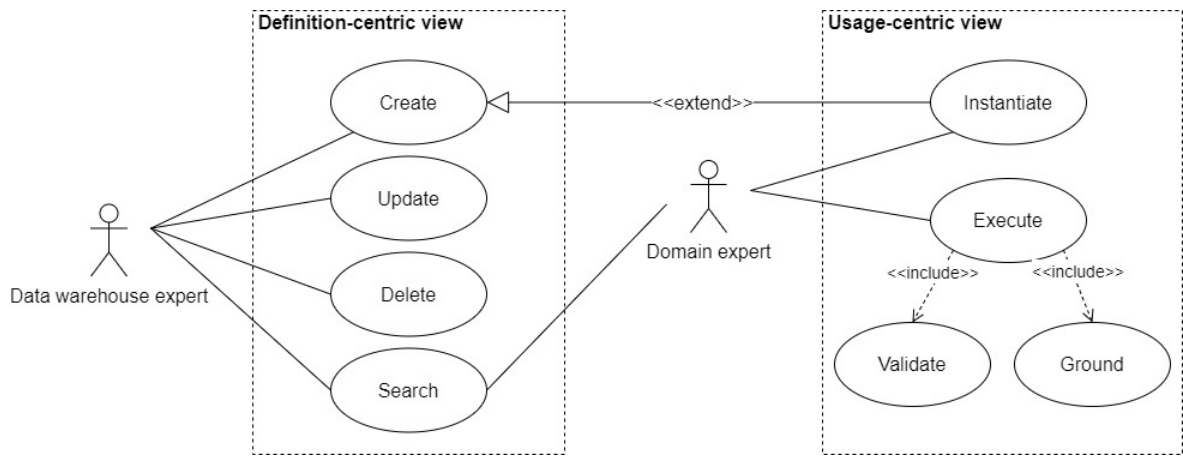 Definition-centric view
Usage-centric view
Create
<<extend>>
Instantiate
Update
Execute
Data warehouse expert
Domain expert
<<include>>
<<include>>
Delete
Validate
Ground
Search